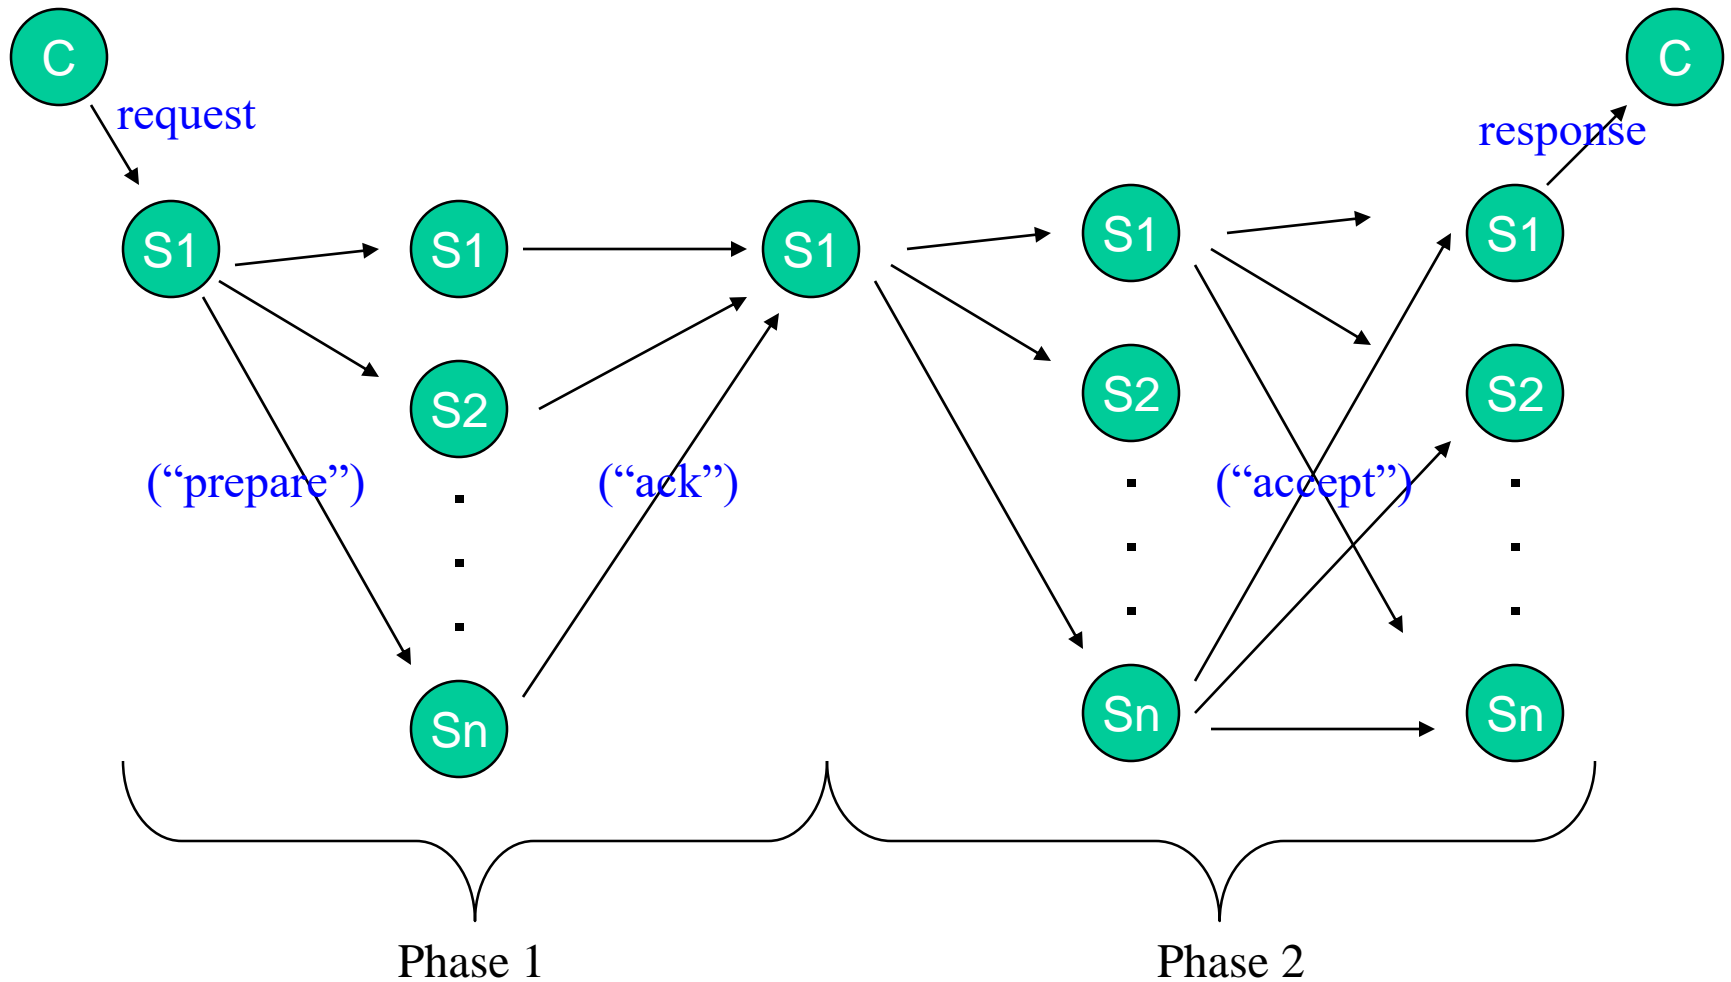 C
C
request
response
S1
S1
S1
S1
S1
S2
S2
S2
(“prepare”)
(“ack”)
(“accept”)
Sn
Sn
Sn
Phase 1
Phase 2